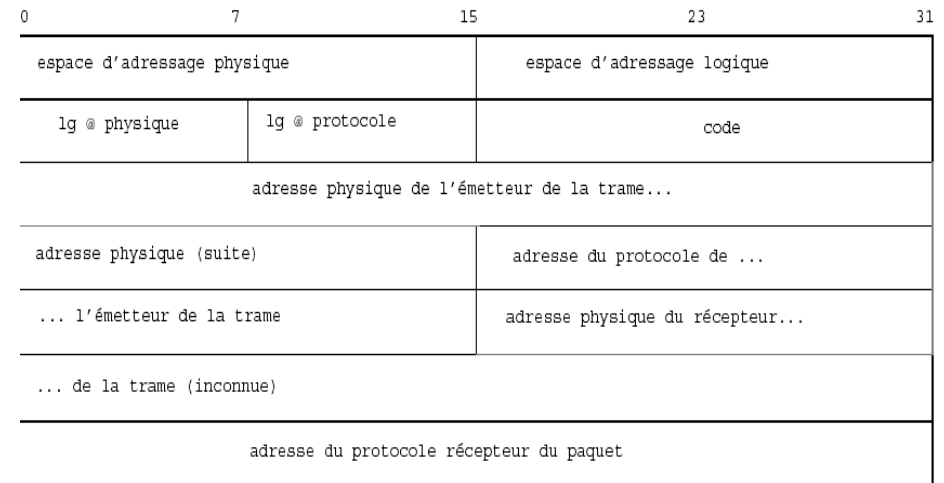 0 7 15 23 31
espace d'adressage physique espace d'adressage logique
lg @ physique lg @ protocole code
adresse physique de l'émetteur de la trame...
adresse physique (suite) adresse du protocole de ...
... l'émetteur de la trame adresse physique du récepteur...
... de la trame (inconnue)
adresse du protocole récepteur du paquet